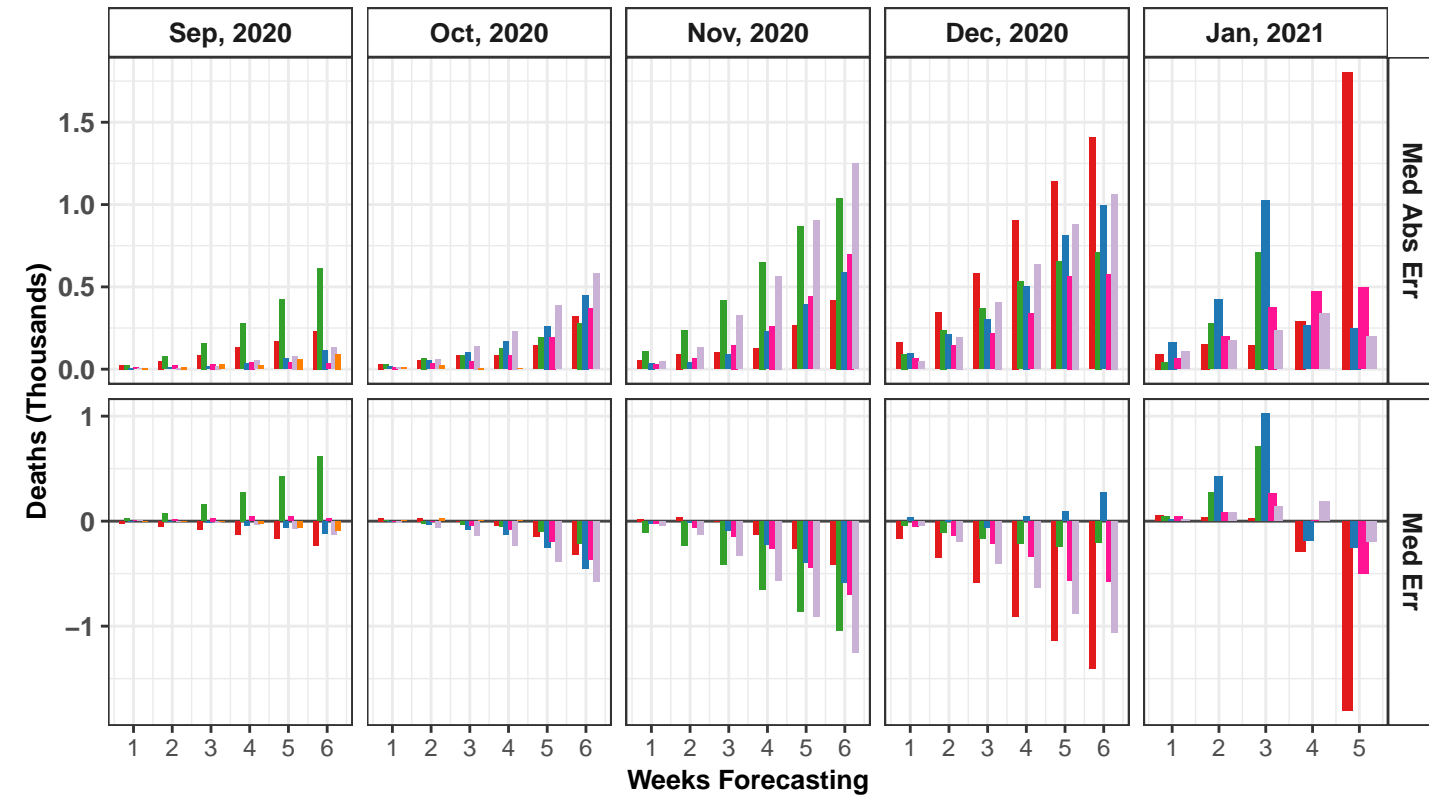 Sep, 2020 Oct, 2020 Nov, 2020 Dec, 2020 Jan, 2021
Deaths (Thousands)
1.5
1.0
0.5
0.0
Med Abs Err
1
0
−1
Med Err
1 2 3 4 5 6 1 2 3 4 5 6 1 2 3 4 5 6 1 2 3 4 5 6 1 2 3 4 5
Weeks Forecasting